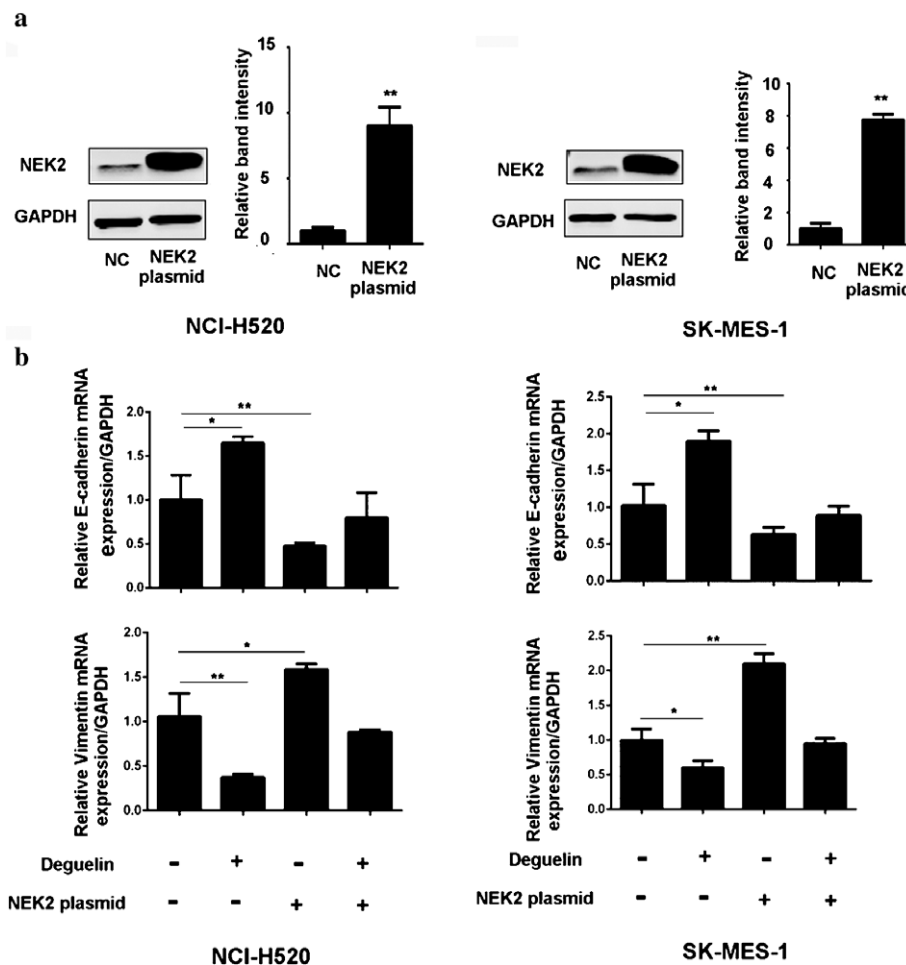 a
NEK2
GAPDH
NC NEK2
plasmid
Relative band intensity
15
10
5
0
**
NC NEK2
plasmid
NCI-H520
NEK2
GAPDH
NC NEK2
plasmid
Relative band intensity
10
8
6
4
2
0
**
NC NEK2
plasmid
SK-MES-1
b
Relative E-cadherin mRNA
expression/GAPDH
2.0
1.5
1.0
0.5
0.0
**
*
Relative E-cadherin mRNA
expression/GAPDH
2.5
2.0
1.5
1.0
0.5
0.0
**
*
Relative Vimentin mRNA
expression/GAPDH
2.0
1.5
1.0
0.5
0.0
*
**
Relative Vimentin mRNA
expression/GAPDH
2.5
2.0
1.5
1.0
0.5
0.0
**
*
Deguelin - + - +
NEK2 plasmid - - + +
NCI-H520
Deguelin - + - +
NEK2 plasmid - - + +
SK-MES-1